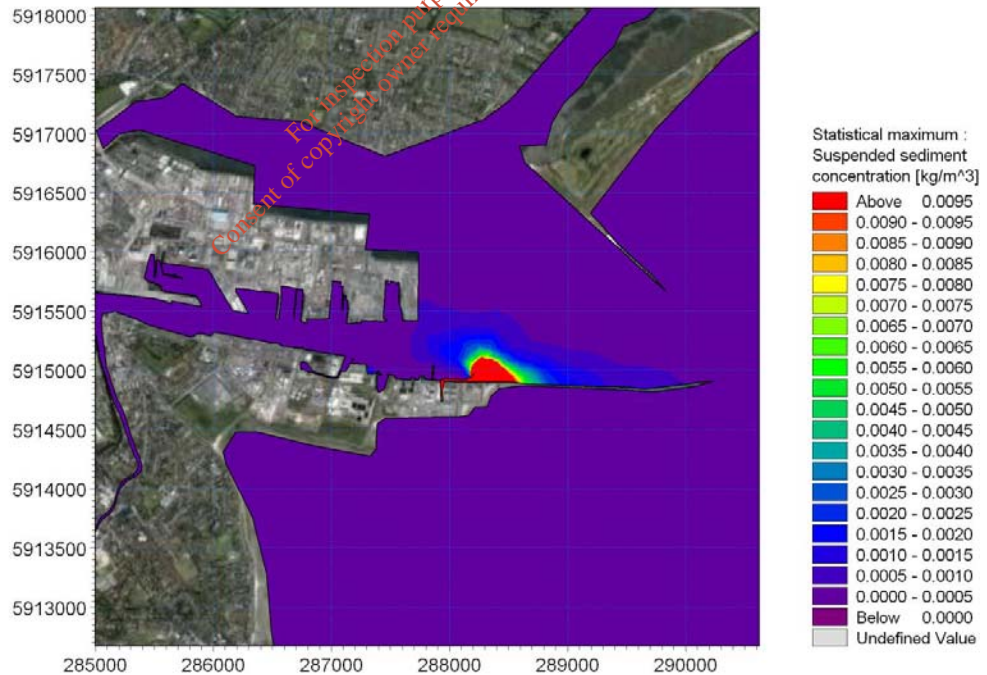 5918000
5917500
5917000
5916500
5916000
5915500
5915000
5914500
5914000
5913500
5913000
285000
286000
287000
288000
289000
290000
For inspection purp
Consent of copyright owner requir
Statistical maximum :
Suspended sediment
concentration [kg/m^3]
Above 0.0095
0.0090 - 0.0095
0.0085 - 0.0090
0.0080 - 0.0085
0.0075 - 0.0080
0.0070 - 0.0075
0.0065 - 0.0070
0.0060 - 0.0065
0.0055 - 0.0060
0.0050 - 0.0055
0.0045 - 0.0050
0.0040 - 0.0045
0.0035 - 0.0040
0.0030 - 0.0035
0.0025 - 0.0030
0.0020 - 0.0025
0.0015 - 0.0020
0.0010 - 0.0015
0.0005 - 0.0010
0.0000 - 0.0005
Below 0.0000
Undefined Value